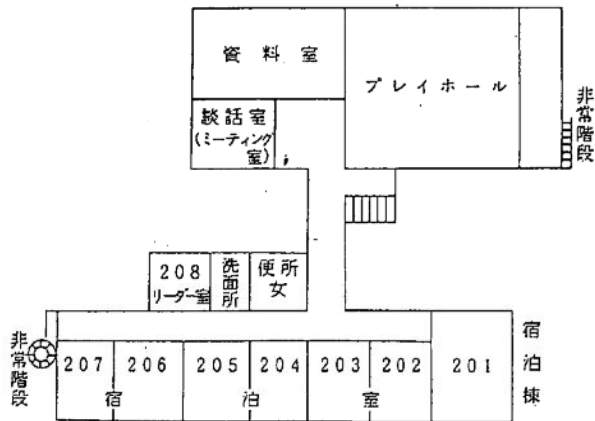 資料室
プレイホール
非常階段
談話室
(ミーティング
室)
208
リーダー室
洗面所
便所
女
非常階段
207
206
205
204
203
202
201
宿泊室
宿泊棟